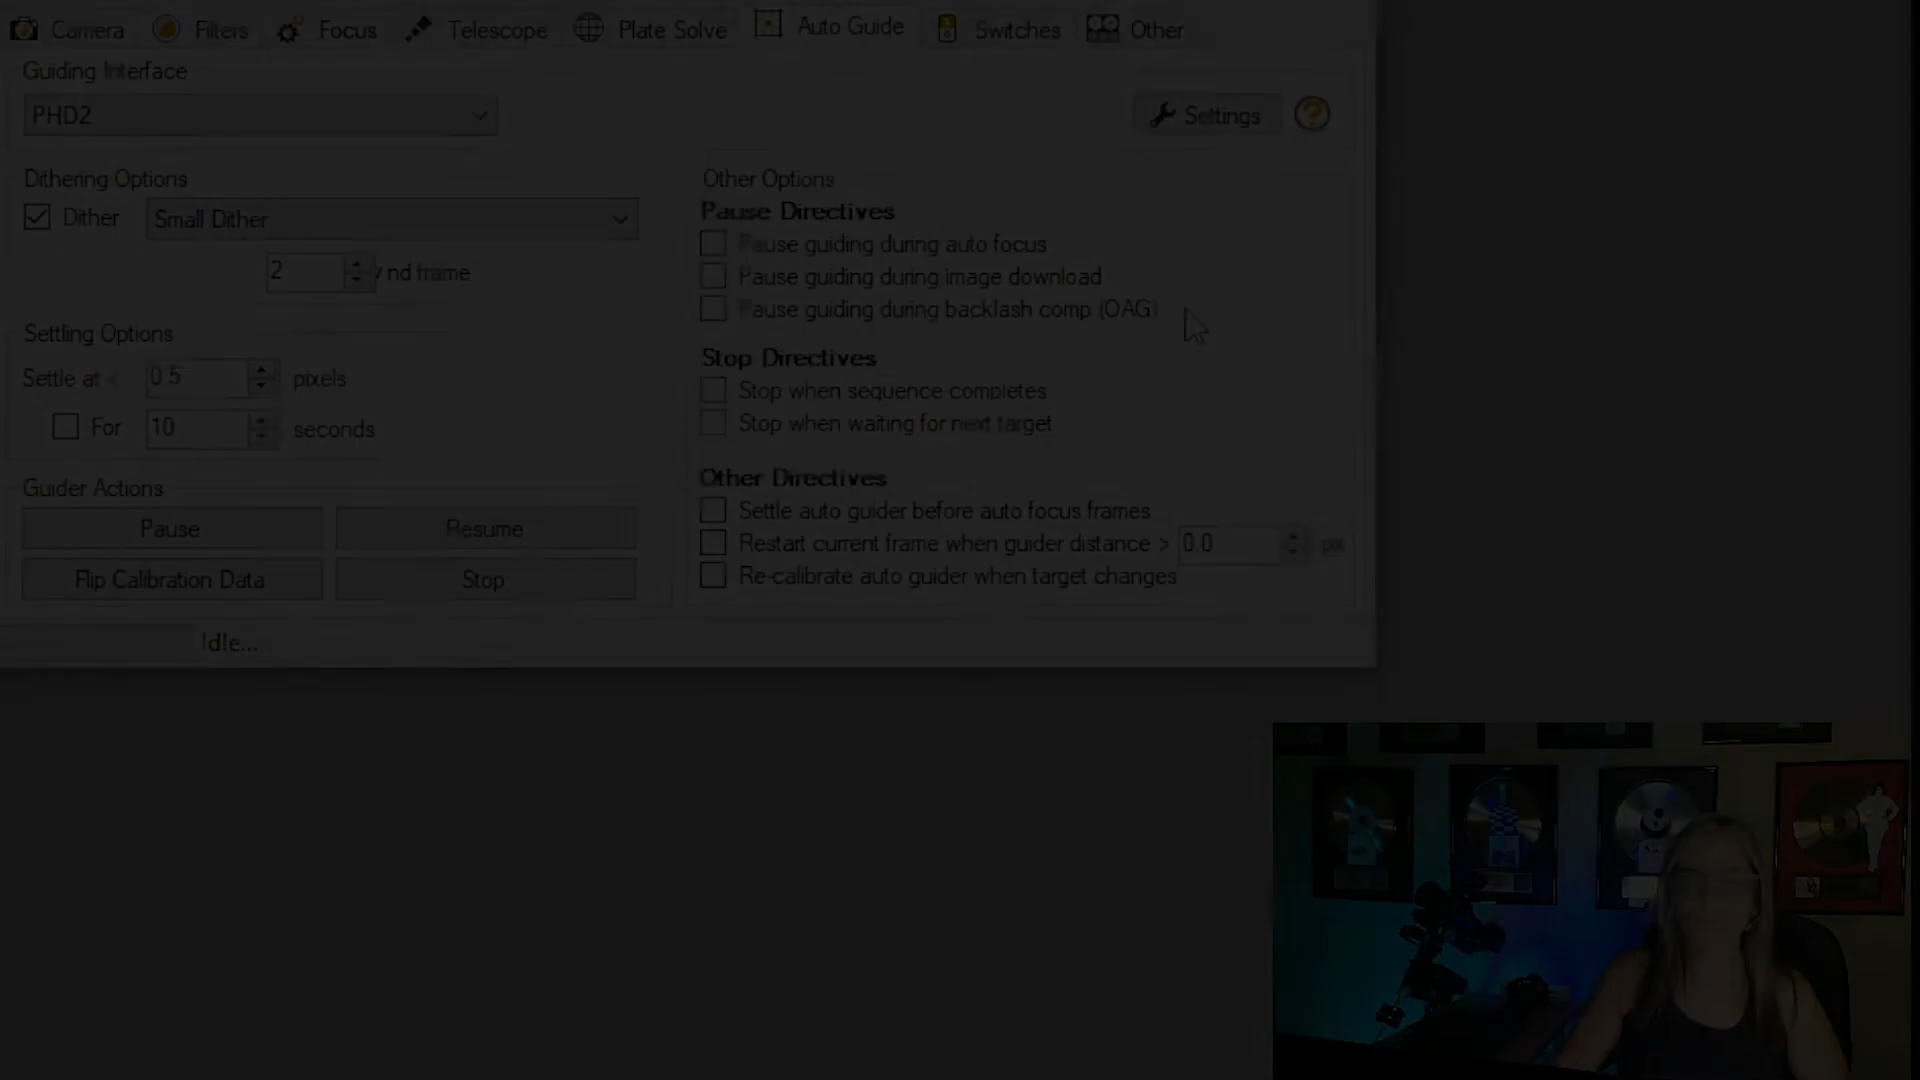 Camera Filters Focus Telescope Plate Solve Auto Guide Switches Other
Guiding Interface
PHD2
Settings
Dithering Options
Dither Small Dither
2 / nd frame
Settling Options
Settle at < 0.5 pixels
For 10 seconds
Guider Actions
Pause Resume
Flip Calibration Data Stop
Other Options
Pause Directives
Pause guiding during auto focus
Pause guiding during image download
Pause guiding during backlash comp (OAG)
Stop Directives
Stop when sequence completes
Stop when waiting for next target
Other Directives
Settle auto guider before auto focus frames
Restart current frame when guider distance > 0.0 px
Re-calibrate auto guider when target changes
Idle...